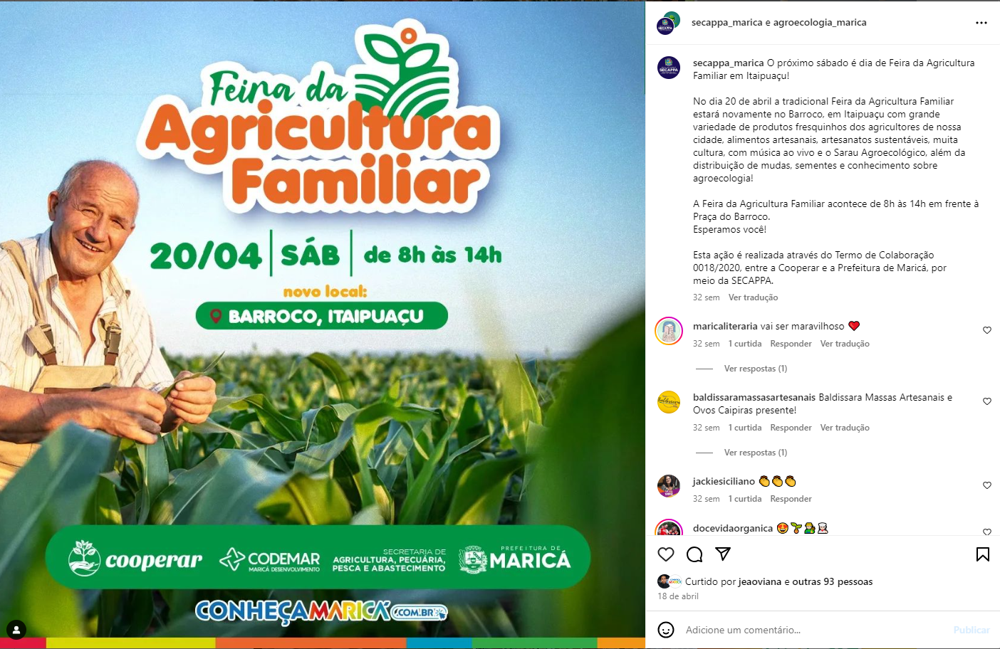 Feira da
Agricultura
Familiar
20/04 SÁB de 8h às 14h
novo local:
BARROCO, ITAIPUAÇU
cooperar
CODEMAR
MARICÁ DESENVOLVIMENTO
SECRETARIA DE
AGRICULTURA, PECUÁRIA,
PESCA E ABASTECIMENTO
PREFEITURA DE
MARICÁ
CONHEÇAMARICÁ.COM.BR
secappa_marica e agroecologia_marica
secappa_marica O próximo sábado é dia de Feira da Agricultura
Familiar em Itaipuaçu!
No dia 20 de abril a tradicional Feira da Agricultura Familiar
estará novamente no Barroco, em Itaipuaçu com grande
variedade de produtos fresquinhos dos agricultores de nossa
cidade, alimentos artesanais, artesanatos sustentáveis, muita
cultura, com música ao vivo e o Sarau Agroecológico, além da
distribuição de mudas, sementes e conhecimento sobre
agroecologia!
A Feira da Agricultura Familiar acontece de 8h às 14h em frente à
Praça do Barroco.
Esperamos você!
Esta ação é realizada através do Termo de Colaboração
0018/2020, entre a Cooperar e a Prefeitura de Maricá, por
meio da SECAPPA.
32 sem Ver tradução
maricaliteraria vai ser maravilhoso ❤️
32 sem 1 curtida Responder Ver tradução
Ver respostas (1)
baldissaramassasartesanais Baldissara Massas Artesanais e
Ovos Caipiras presente!
32 sem 1 curtida Responder Ver tradução
Ver respostas (1)
jackiesiciliano 👏👏👏
32 sem 1 curtida Responder
docevidaorganica 😍🌱👨‍🌾👨‍🍳
Curtido por jeaoviana e outras 93 pessoas
18 de abril
Adicione um comentário...
Publicar